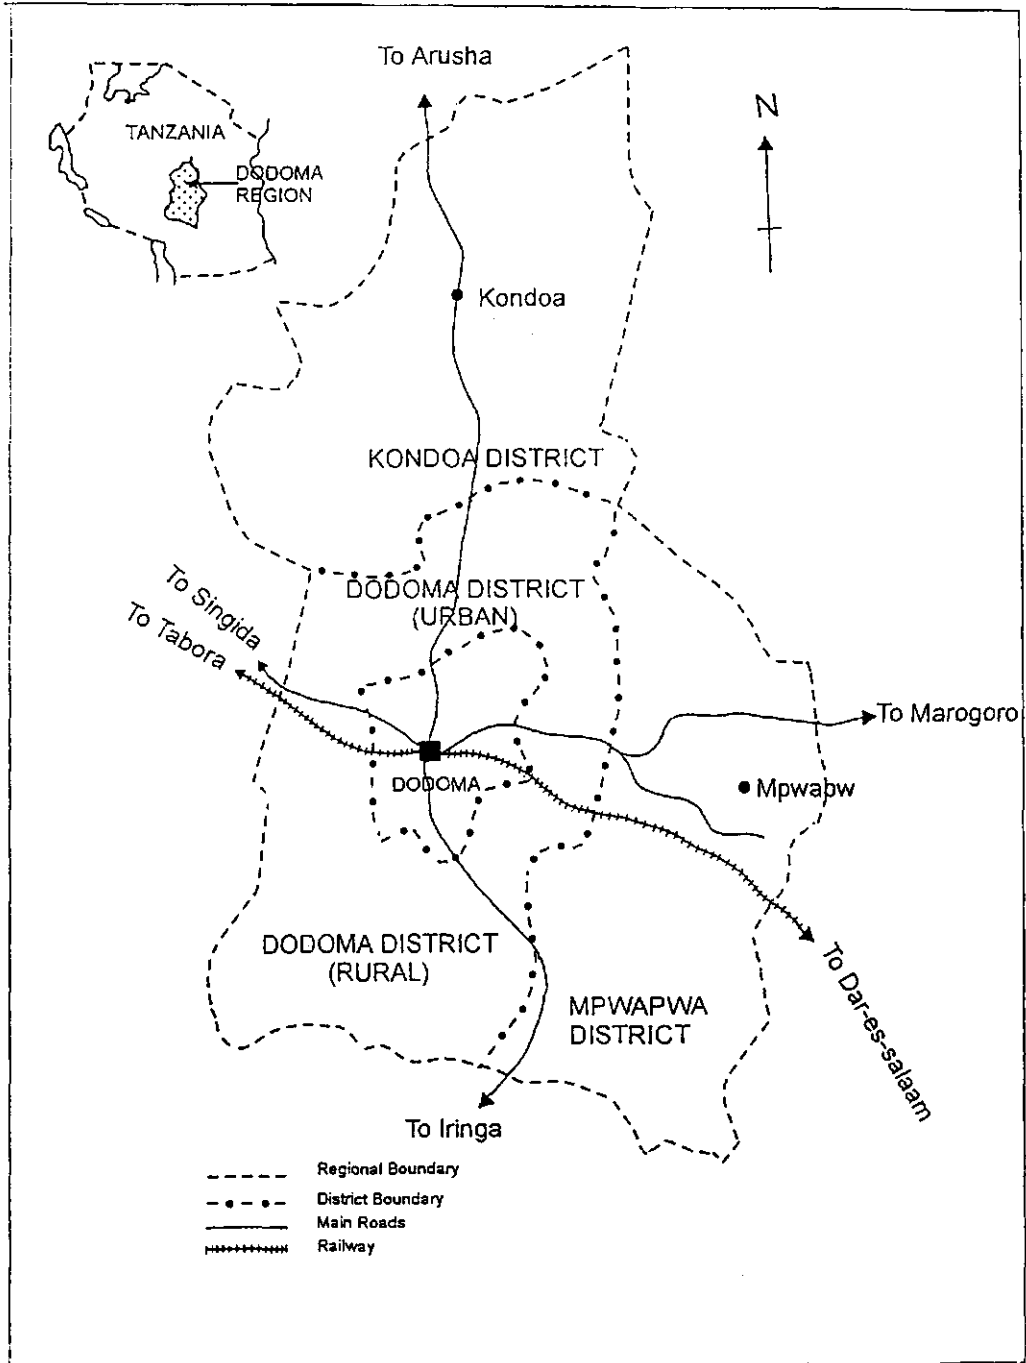 To Arusha
N
TANZANIA
DODOMA
REGION
Kondoa
KONDOA DISTRICT
DODOMA DISTRICT
(URBAN)
To Singida
To Tabora
To Marogoro
DODOMA
Mpwabw
DODOMA DISTRICT
(RURAL)
MPWAPWA
DISTRICT
To Dar-es-salaam
To Iringa
Regional Boundary
District Boundary
Main Roads
Railway